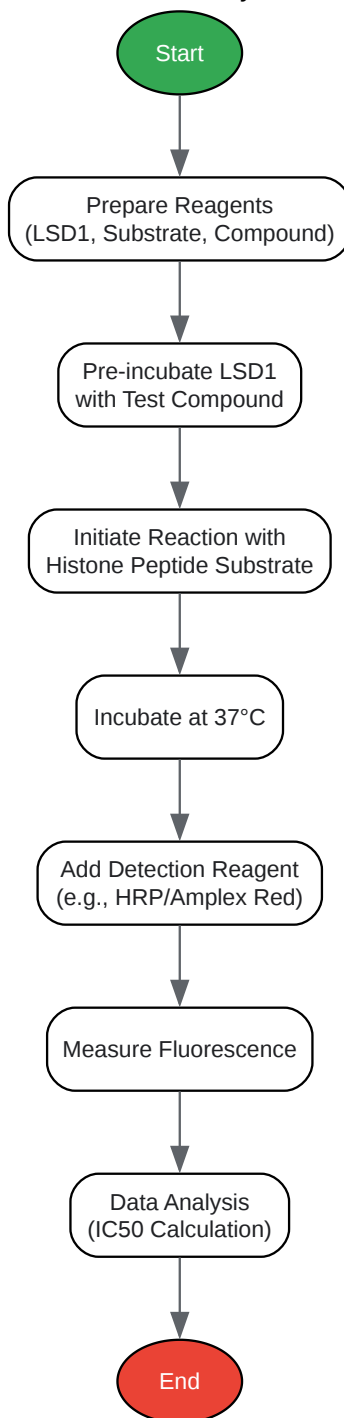 Start
Prepare Reagents
(LSD1, Substrate, Compound)
Pre-incubate LSD1
with Test Compound
Initiate Reaction with
Histone Peptide Substrate
Incubate at 37°C
Add Detection Reagent
(e.g., HRP/Amplex Red)
Measure Fluorescence
Data Analysis
(IC50 Calculation)
End